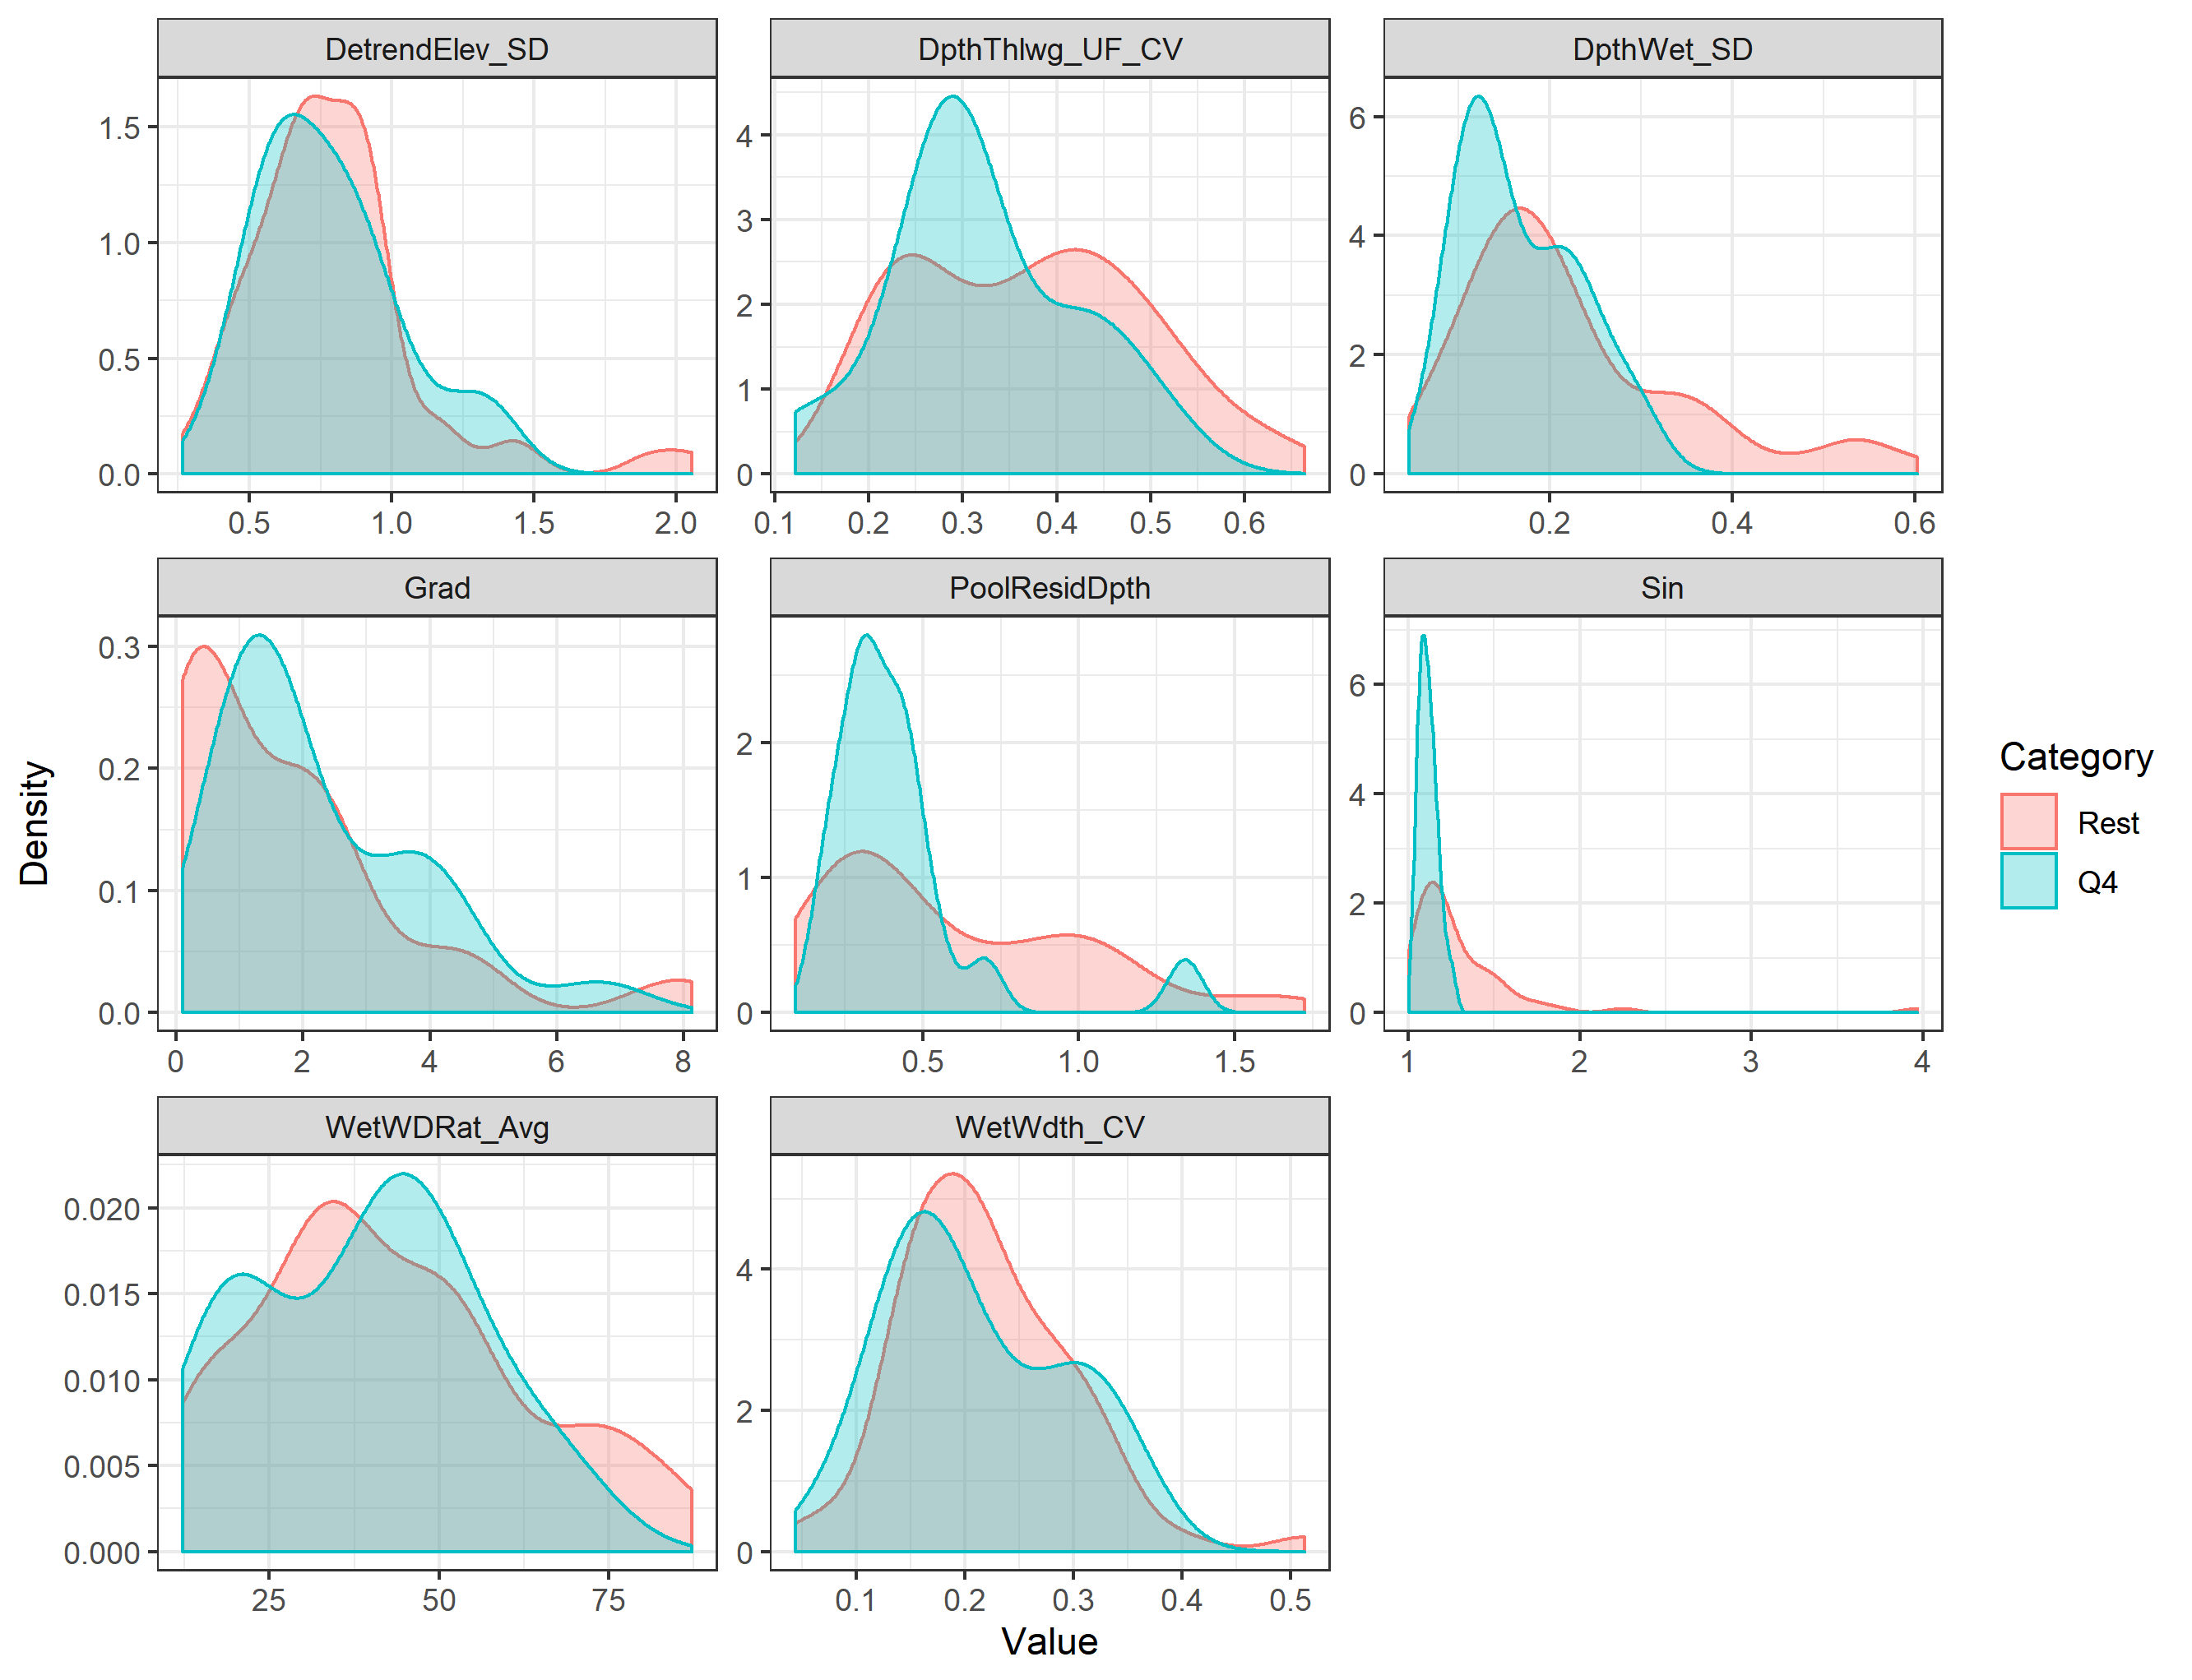 DetrendElev_SD
DpthThlwg_UF_CV
DpthWet_SD
1.5
1.0
0.5
0.0
4
3
2
1
0
6
4
2
0
0.5 1.0 1.5 2.0
0.1 0.2 0.3 0.4 0.5 0.6
0.2 0.4 0.6
Grad
PoolResidDpth
Sin
0.3
0.2
0.1
0.0
2
1
0
6
4
2
0
0 2 4 6 8
0.5 1.0 1.5
1 2 3 4
WetWDRat_Avg
WetWdth_CV
0.020
0.015
0.010
0.005
0.000
4
2
0
25 50 75
0.1 0.2 0.3 0.4 0.5
Density
Value
Category
Rest
Q4